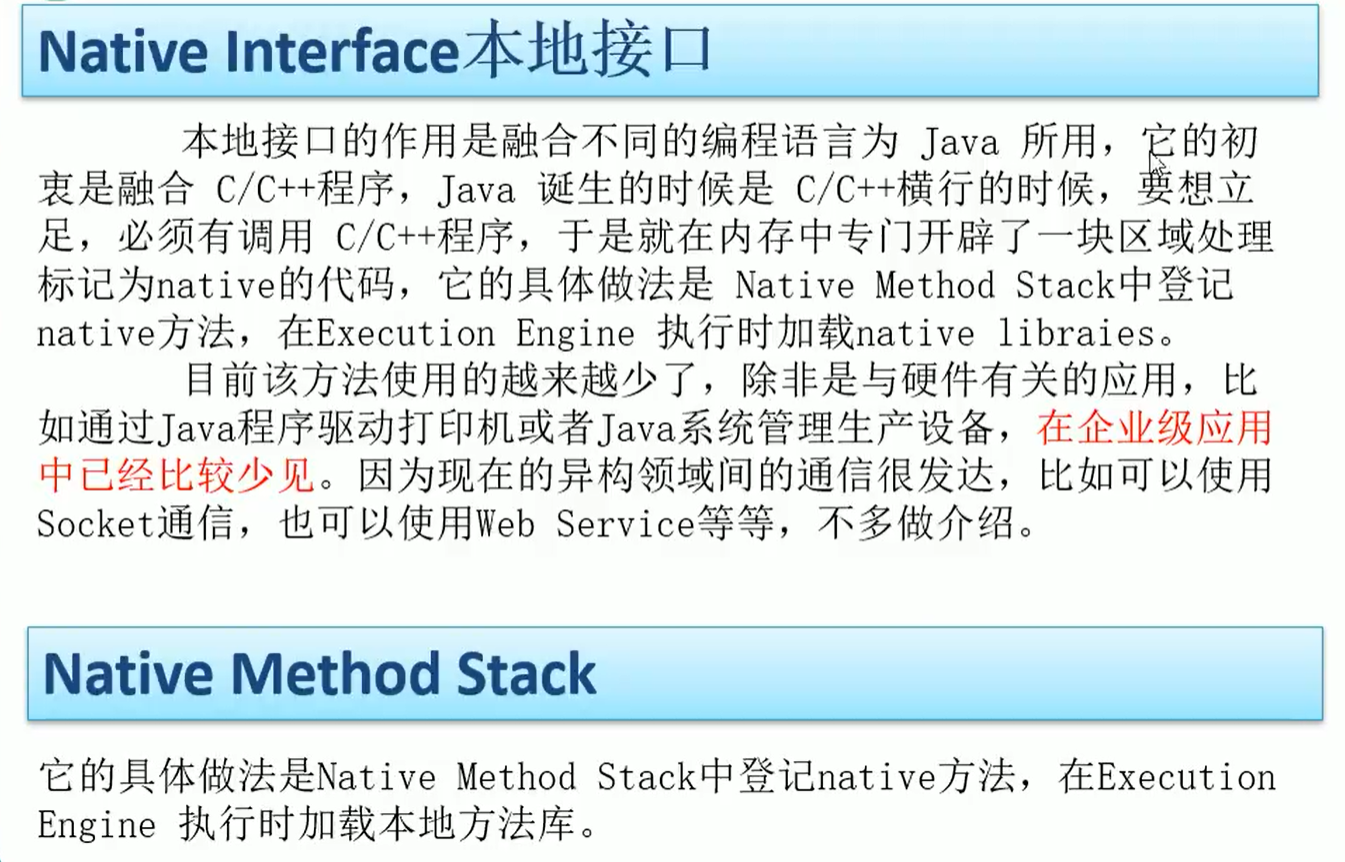 Native Interface本地接口
本地接口的作用是融合不同的编程语言为 Java 所用，它的初
衷是融合 C/C++程序，Java 诞生的时候是 C/C++横行的时候，要想立
足，必须有调用 C/C++程序，于是就在内存中专门开辟了一块区域处理
标记为native的代码，它的具体做法是 Native Method Stack中登记
native方法，在Execution Engine 执行时加载native libraies。
目前该方法使用的越来越少了，除非是与硬件有关的应用，比
如通过Java程序驱动打印机或者Java系统管理生产设备，在企业级应用
中已经比较少见。因为现在的异构领域间的通信很发达，比如可以使用
Socket通信，也可以使用Web Service等等，不多做介绍。
Native Method Stack
它的具体做法是Native Method Stack中登记native方法，在Execution
Engine 执行时加载本地方法库。